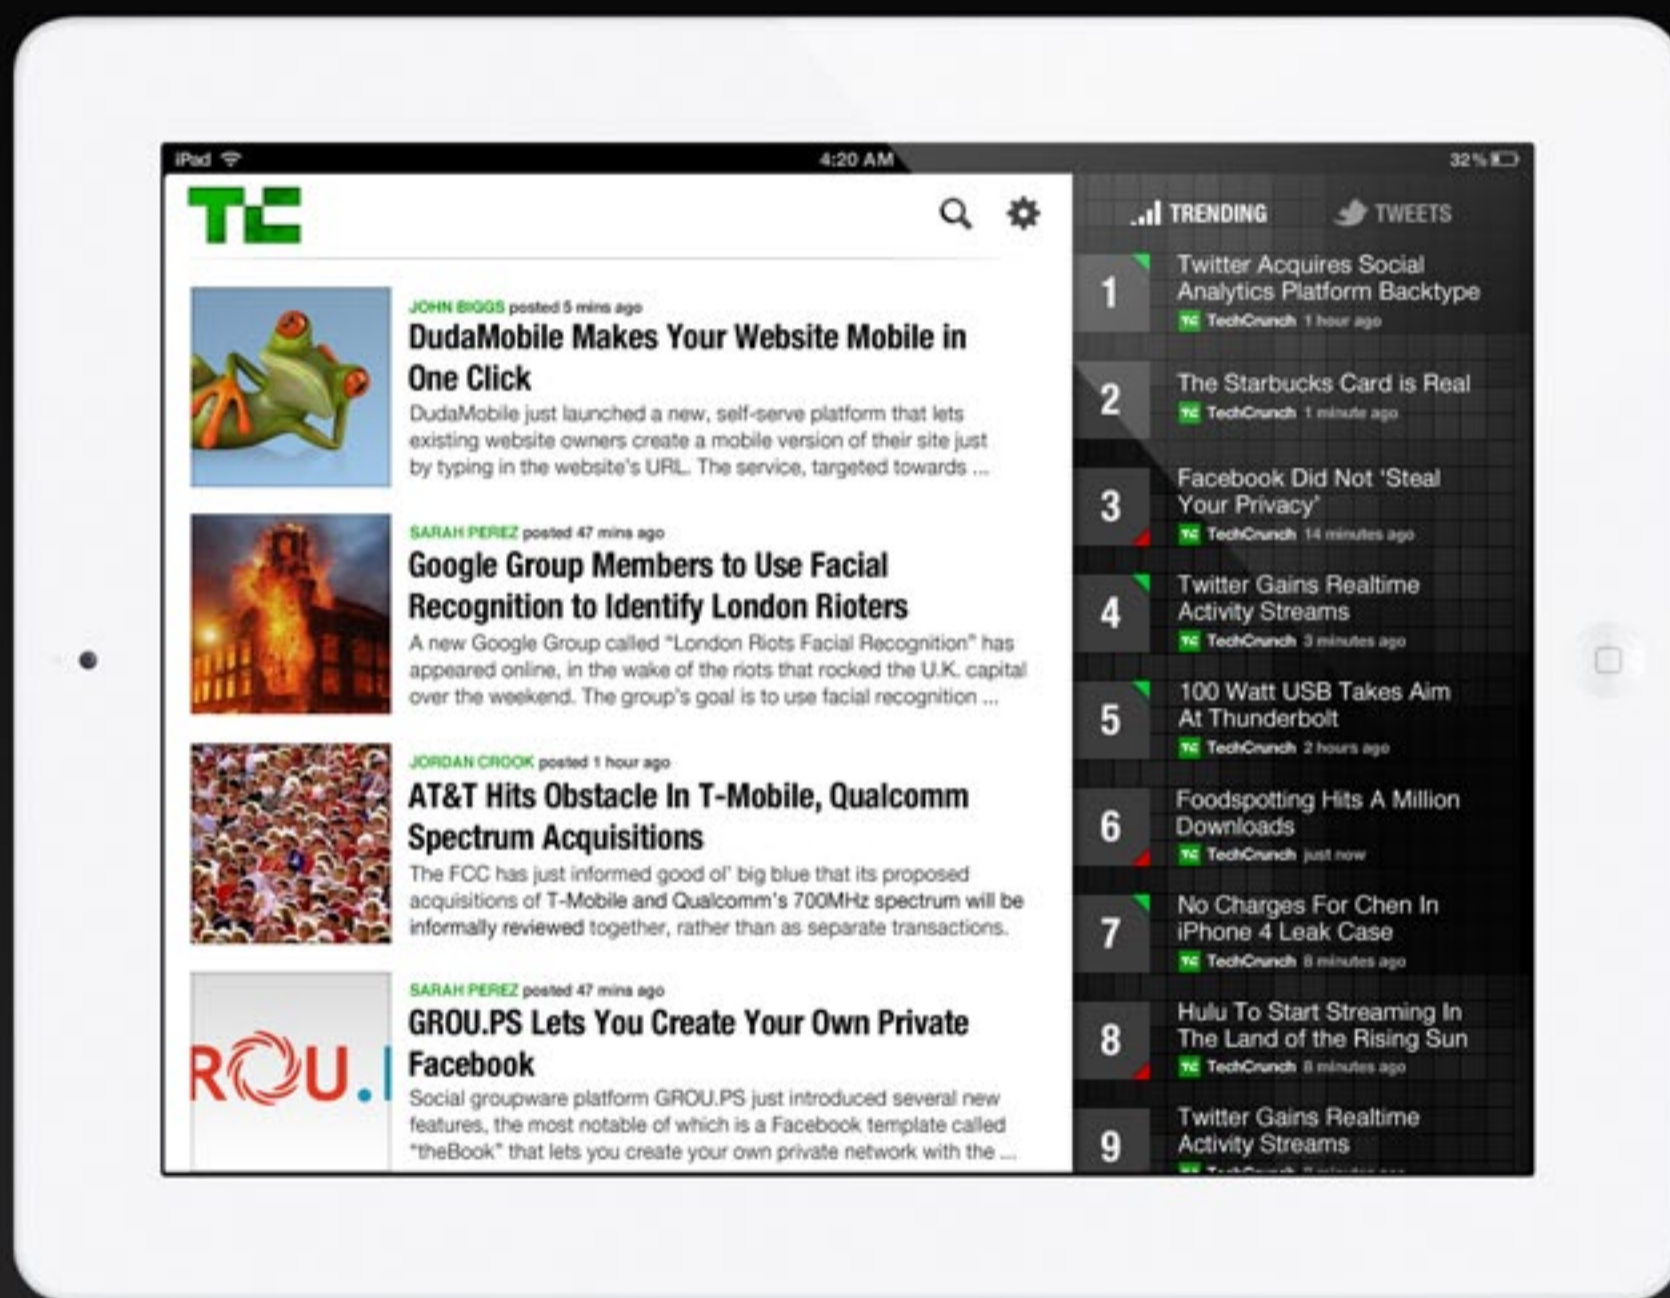 iPad
4:20 AM
32%
TC
JOHN BIGGS posted 5 mins ago
DudaMobile Makes Your Website Mobile in
One Click
DudaMobile just launched a new, self-serve platform that lets
existing website owners create a mobile version of their site just
by typing in the website's URL. The service, targeted towards ...
SARAH PEREZ posted 47 mins ago
Google Group Members to Use Facial
Recognition to Identify London Rioters
A new Google Group called "London Riots Facial Recognition" has
appeared online, in the wake of the riots that rocked the U.K. capital
over the weekend. The group's goal is to use facial recognition ...
JORDAN CROOK posted 1 hour ago
AT&T Hits Obstacle In T-Mobile, Qualcomm
Spectrum Acquisitions
The FCC has just informed good ol' big blue that its proposed
acquisitions of T-Mobile and Qualcomm's 700MHz spectrum will be
informally reviewed together, rather than as separate transactions.
ROU.
SARAH PEREZ posted 47 mins ago
GROU.PS Lets You Create Your Own Private
Facebook
Social groupware platform GROU.PS just introduced several new
features, the most notable of which is a Facebook template called
"theBook" that lets you create your own private network with the ...
TRENDING
TWEETS
1
Twitter Acquires Social
Analytics Platform Backtype
TC TechCrunch 1 hour ago
2
The Starbucks Card is Real
TC TechCrunch 1 minute ago
3
Facebook Did Not 'Steal
Your Privacy'
TC TechCrunch 14 minutes ago
4
Twitter Gains Realtime
Activity Streams
TC TechCrunch 3 minutes ago
5
100 Watt USB Takes Aim
At Thunderbolt
TC TechCrunch 2 hours ago
6
Foodspotting Hits A Million
Downloads
TC TechCrunch just now
7
No Charges For Chen In
iPhone 4 Leak Case
TC TechCrunch 8 minutes ago
8
Hulu To Start Streaming In
The Land of the Rising Sun
TC TechCrunch 8 minutes ago
9
Twitter Gains Realtime
Activity Streams